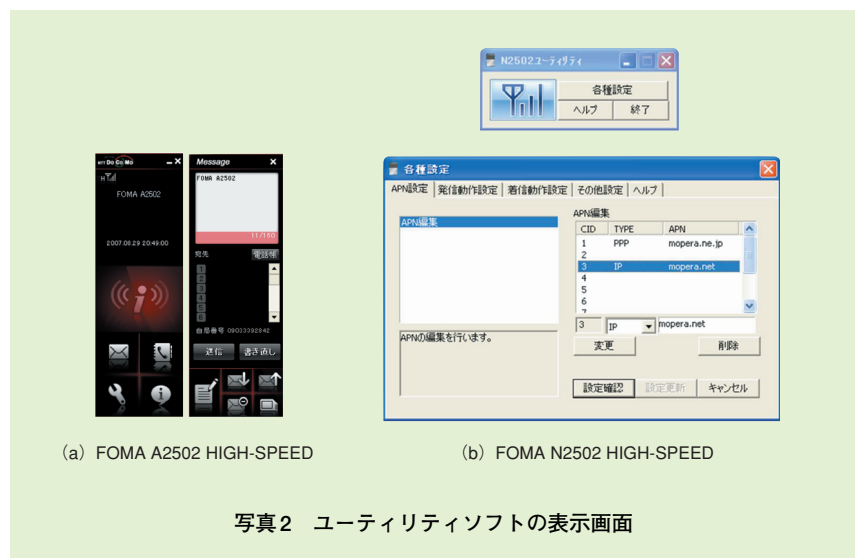 N2502ユーティリティ
各種設定
ヘルプ 終了
NTT DoCoMo
FOMA A2502
2007.08.29 20:49:00
Message
FOMA A2502
11/160
宛先 電話帳
1
2
3
4
5
6
自局番号 09033392842
送信 書き直し
各種設定
APN設定 発信動作設定 着信動作設定 その他設定 ヘルプ
APN編集
APNの編集を行います。
APN編集
CID TYPE APN
1 PPP mopera.ne.jp
2
3 IP mopera.net
4
5
6
7
3 IP mopera.net
変更 削除
設定確認 設定更新 キャンセル
(a) FOMA A2502 HIGH-SPEED
(b) FOMA N2502 HIGH-SPEED
写真2 ユーティリティソフトの表示画面